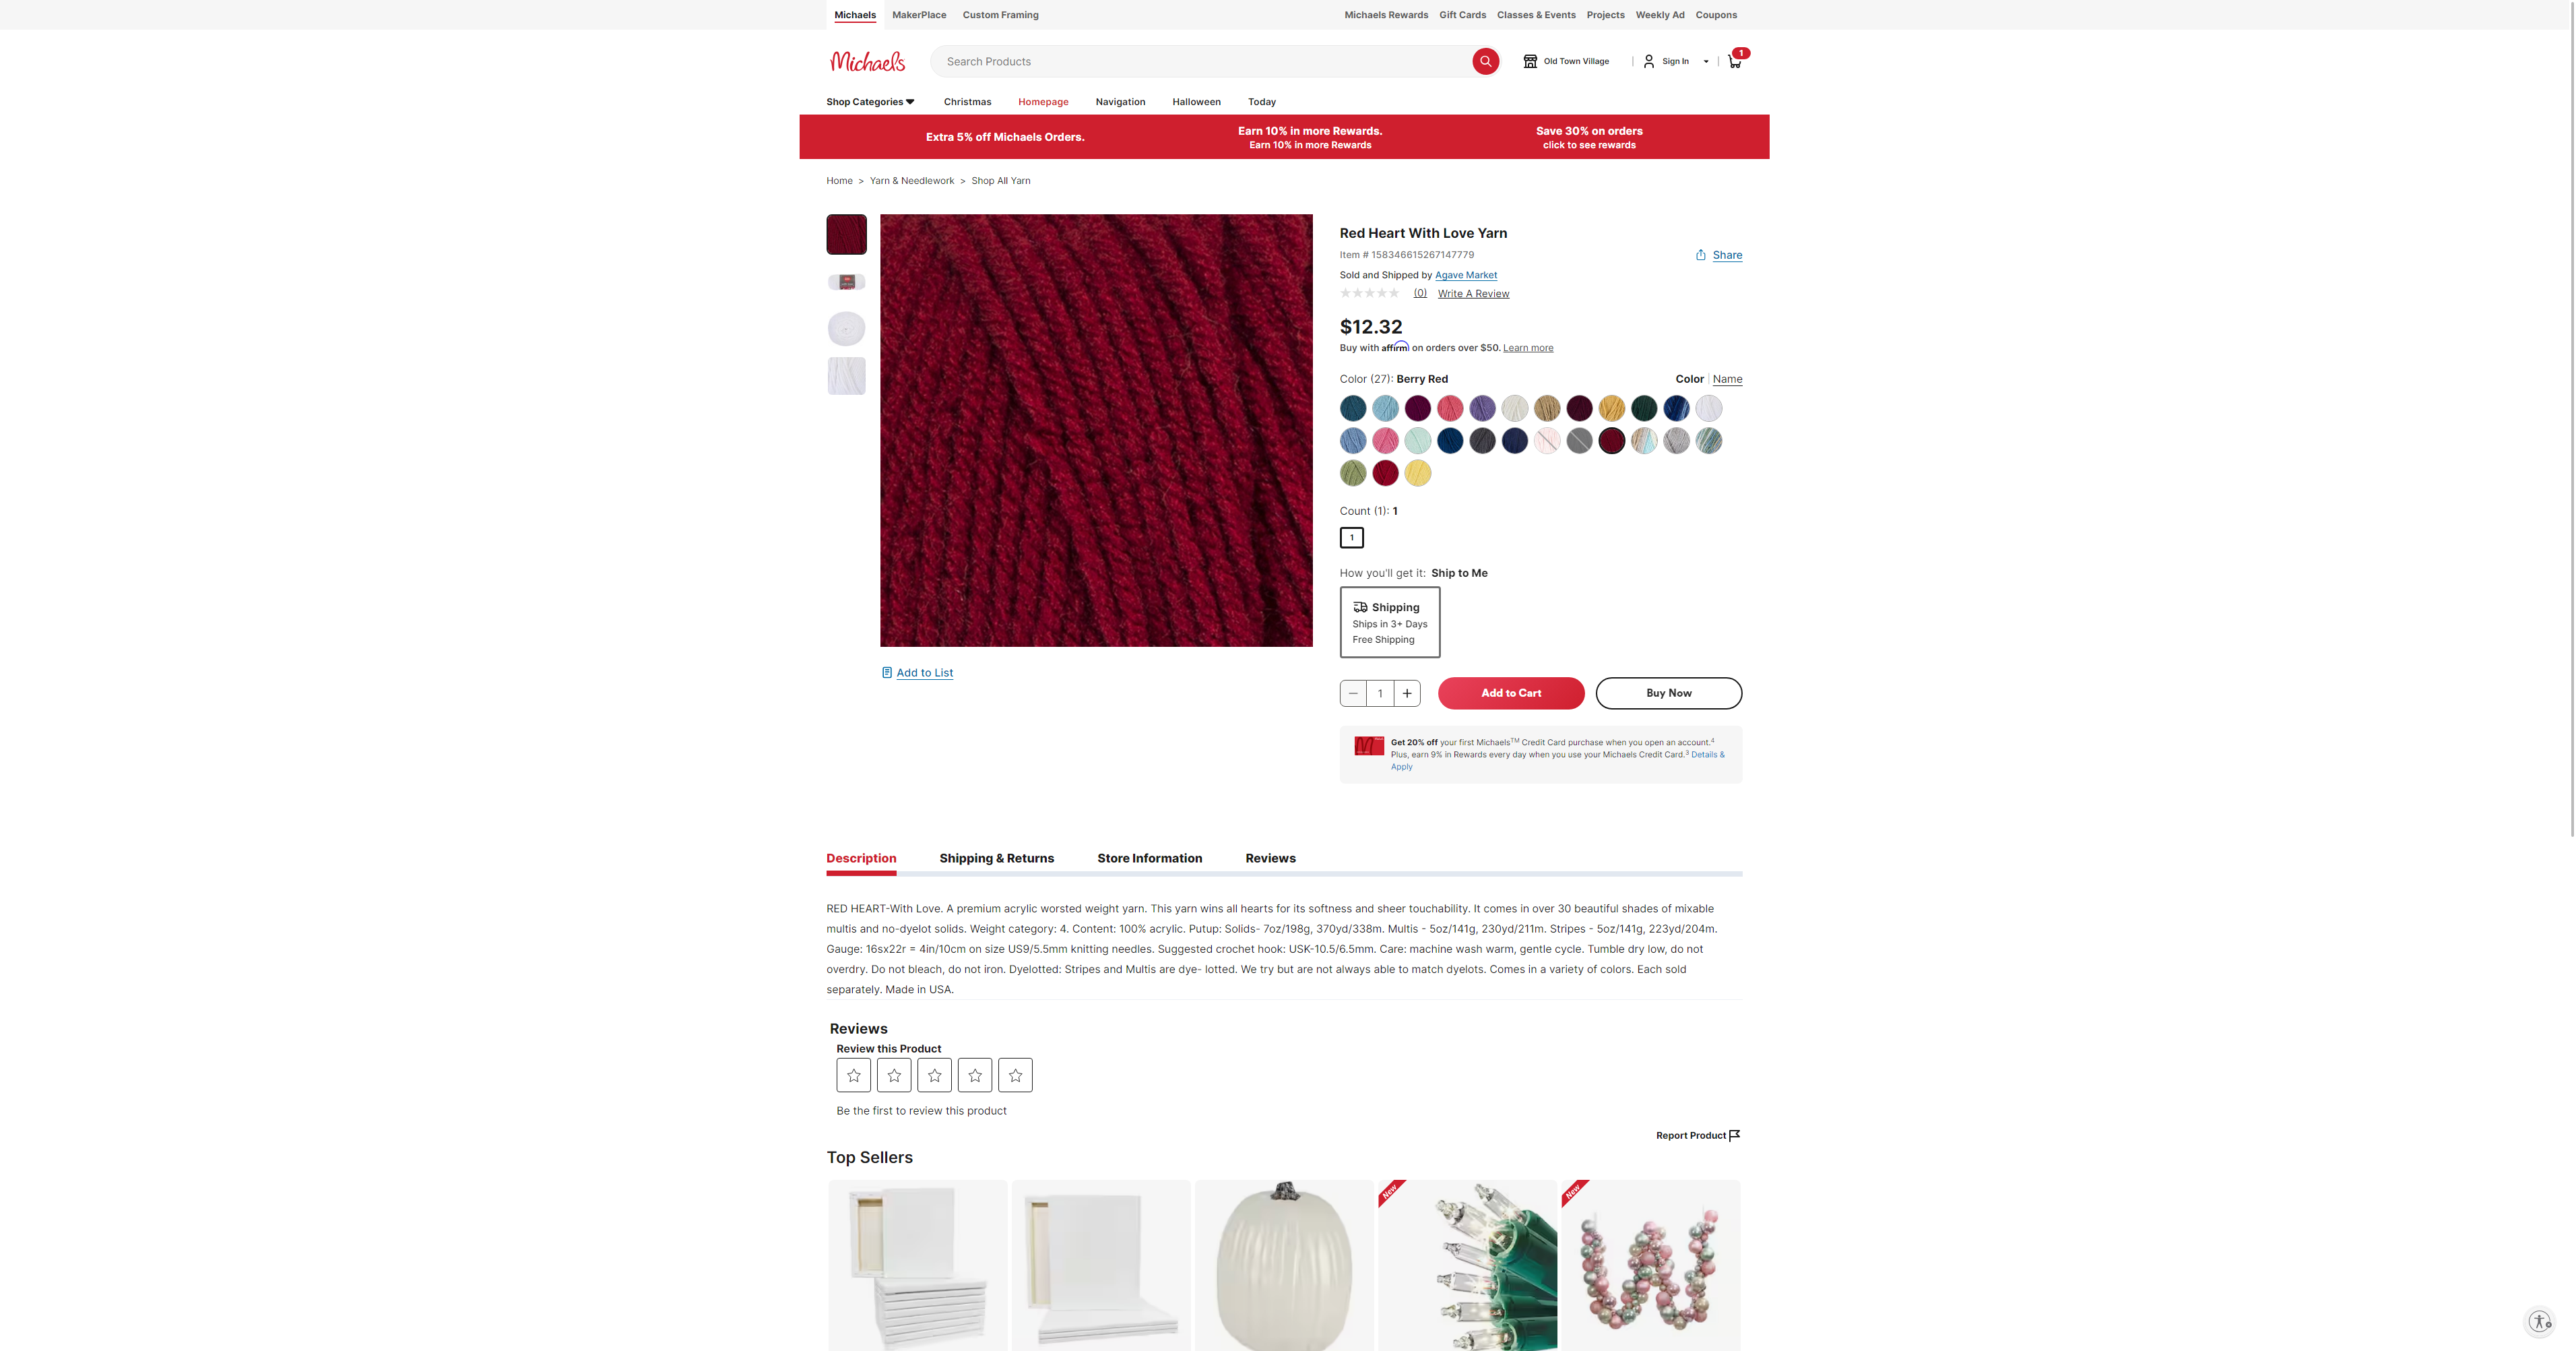 Michaels MakerPlace Custom Framing
Michaels Rewards Gift Cards Classes & Events Projects Weekly Ad Coupons
Michaels
Search Products
Old Town Village
Sign In
1
Shop Categories Christmas Homepage Navigation Halloween Today
Extra 5% off Michaels Orders.
Earn 10% in more Rewards.
Earn 10% in more Rewards
Save 30% on orders
click to see rewards
Home > Yarn & Needlework > Shop All Yarn
Add to List
Red Heart With Love Yarn
Item # 158346615267147779
Share
Sold and Shipped by Agave Market
(0) Write A Review
$12.32
Buy with affirm on orders over $50. Learn more
Color (27): Berry Red
Color | Name
Count (1): 1
1
How you'll get it: Ship to Me
Shipping
Ships in 3+ Days
Free Shipping
1
Add to Cart
Buy Now
Get 20% off your first Michaels™ Credit Card purchase when you open an account.⁴
Plus, earn 9% in Rewards every day when you use your Michaels Credit Card.³ Details &
Apply
Description Shipping & Returns Store Information Reviews
RED HEART-With Love. A premium acrylic worsted weight yarn. This yarn wins all hearts for its softness and sheer touchability. It comes in over 30 beautiful shades of mixable
multis and no-dyelot solids. Weight category: 4. Content: 100% acrylic. Putup: Solids- 7oz/198g, 370yd/338m. Multis - 5oz/141g, 230yd/211m. Stripes - 5oz/141g, 223yd/204m.
Gauge: 16sx22r = 4in/10cm on size US9/5.5mm knitting needles. Suggested crochet hook: USK-10.5/6.5mm. Care: machine wash warm, gentle cycle. Tumble dry low, do not
overdry. Do not bleach, do not iron. Dyelotted: Stripes and Multis are dye- lotted. We try but are not always able to match dyelots. Comes in a variety of colors. Each sold
separately. Made in USA.
Reviews
Review this Product
Be the first to review this product
Report Product
Top Sellers
New
New